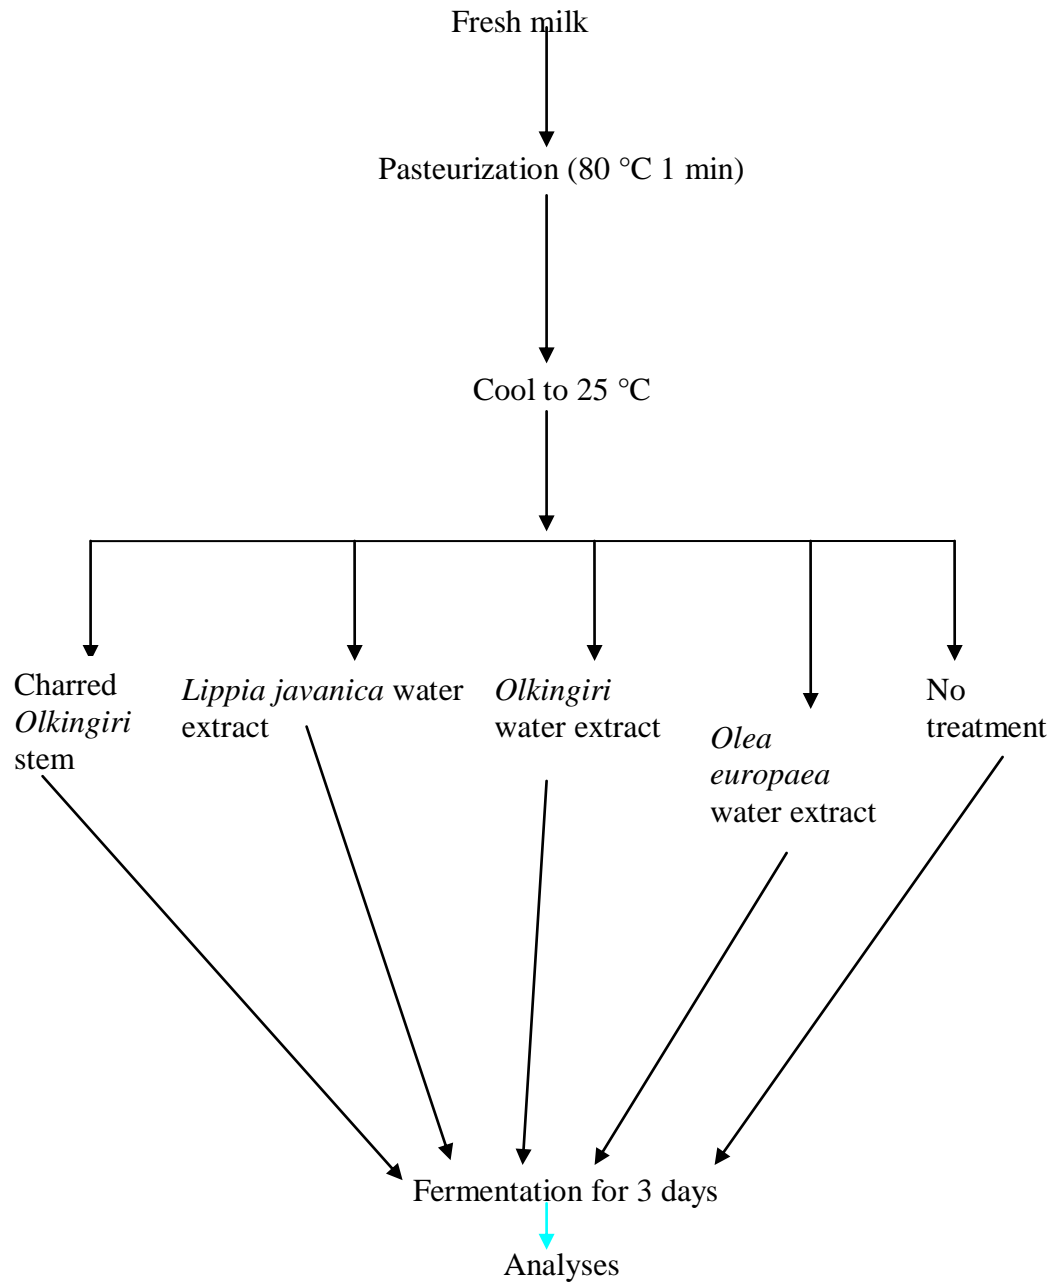 Fresh milk
Pasteurization (80 °C 1 min)
Cool to 25 °C
Charred
Olkingiri
stem
Lippia javanica water
extract
Olkingiri
water extract
Olea
europaea
water extract
No
treatment
Fermentation for 3 days
Analyses